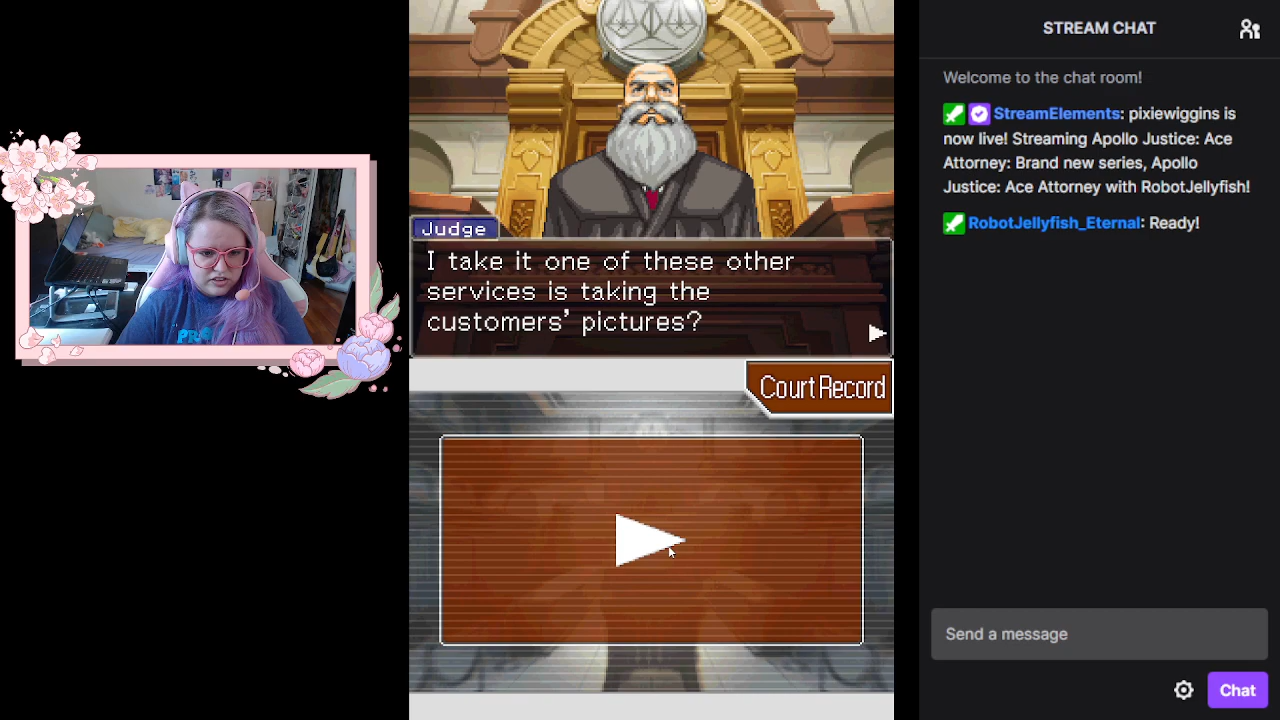 STREAM CHAT
Welcome to the chat room!
StreamElements: pixiewiggins is
now live! Streaming Apollo Justice: Ace
Attorney: Brand new series, Apollo
Justice: Ace Attorney with RobotJellyfish!
RobotJellyfish_Eternal: Ready!
Judge
I take it one of these other
services is taking the
customers' pictures?
Court Record
Send a message
Chat